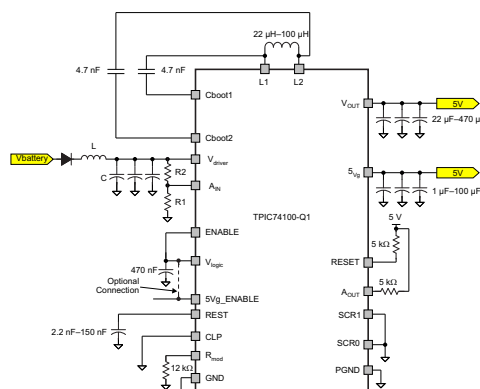 22 µH–100 µH
4.7 nF
4.7 nF
L1
L2
Cboot1
Cboot2
VOUT
5V
22 µF–470 µ
Vbattery
L
C
R2
R1
Vdriver
AIN
5Vg
5V
1 µF–100 µF
TPIC74100-Q1
5 V
5 kΩ
ENABLE
RESET
470 nF
Vlogic
Optional
Connection
AOUT
5 kΩ
5Vg_ENABLE
REST
SCR1
2.2 nF–150 nF
CLP
SCR0
Rmod
12 kΩ
GND
PGND